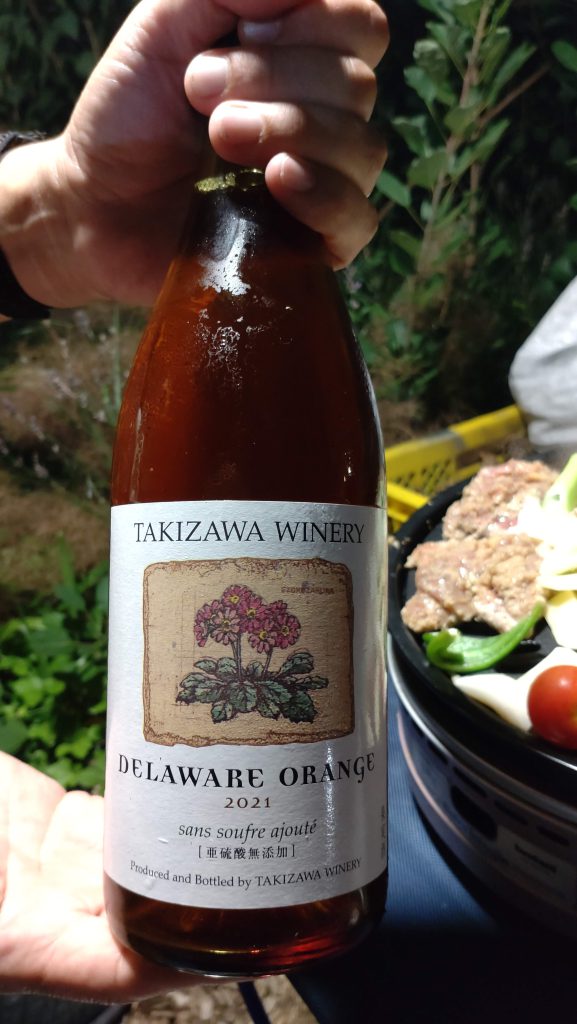 TAKIZAWA WINERY
DELAWARE ORANGE
2021
sans soufre ajouté
[亜硫酸無添加]
Produced and Bottled by TAKIZAWA WINERY